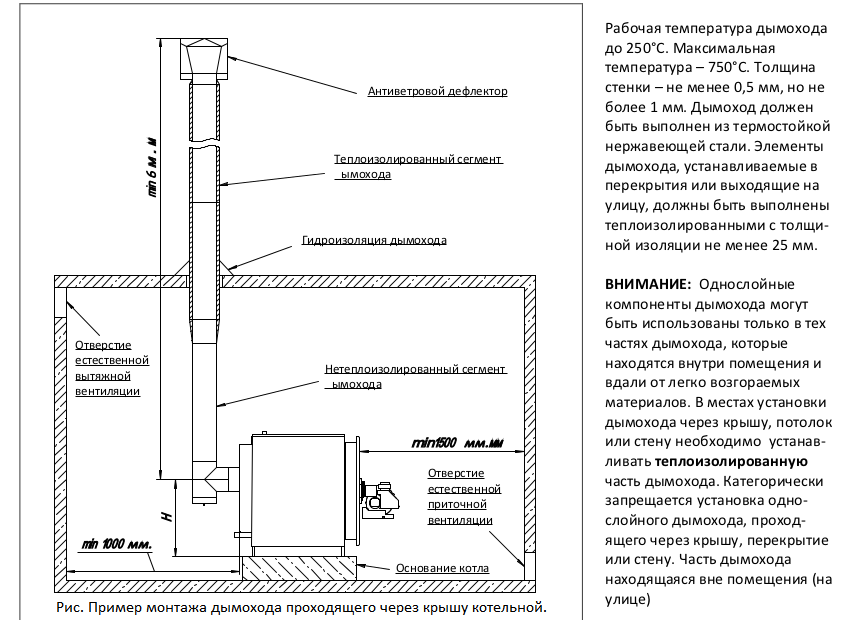 Антиветровой дефлектор
min 6 м. м
Теплоизолированный сегмент
ымохода
Гидроизоляция дымохода
Отверстие
естественной
вытяжной
вентиляции
Нетеплоизолированный сегмент
ымохода
min1500 мм.мм
Отверстие
естественной
приточной
вентиляции
H
min 1000 мм.
Основание котла
Рис. Пример монтажа дымохода проходящего через крышу котельной.
Рабочая температура дымохода
до 250°С. Максимальная
температура – 750°С. Толщина
стенки – не менее 0,5 мм, но не
более 1 мм. Дымоход должен
быть выполнен из термостойкой
нержавеющей стали. Элементы
дымохода, устанавливаемые в
перекрытия или выходящие на
улицу, должны быть выполнены
теплоизолированными с толщи-
ной изоляции не менее 25 мм.
ВНИМАНИЕ: Однослойные
компоненты дымохода могут
быть использованы только в тех
частях дымохода, которые
находятся внутри помещения и
вдали от легко возгораемых
материалов. В местах установки
дымохода через крышу, потолок
или стену необходимо устанав-
ливать теплоизолированную
часть дымохода. Категорически
запрещается установка одно-
слойного дымохода, проход-
ящего через крышу, перекрытие
или стену. Часть дымохода
находящаяся вне помещения (на
улице)